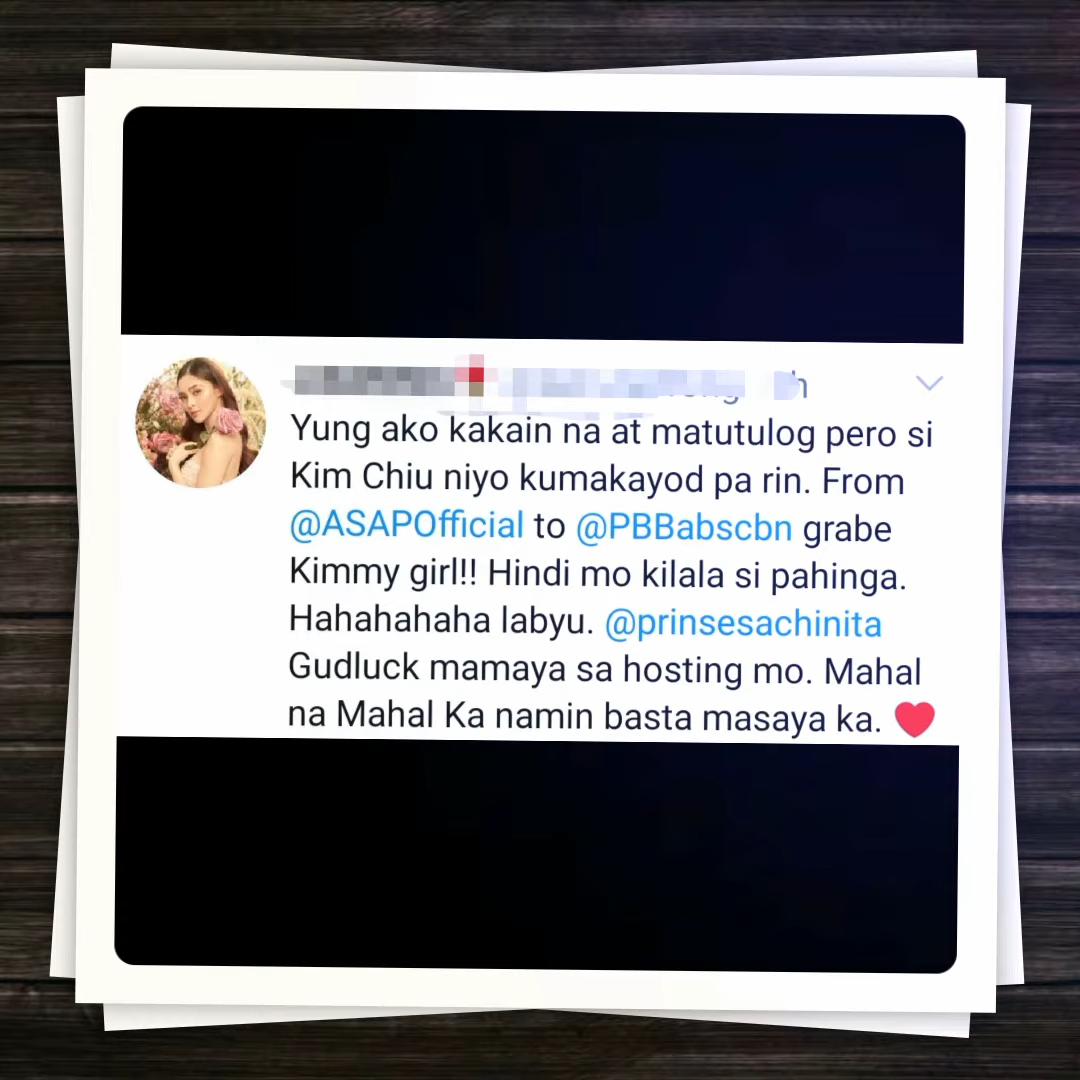 Yung ako kakain na at matutulog pero si
Kim Chiu niyo kumakayod pa rin. From
@ASAPOfficial to @PBBabscbn grabe
Kimmy girl!! Hindi mo kilala si pahinga.
Hahahahaha labyu. @prinsesachinita
Gudluck mamaya sa hosting mo. Mahal
na Mahal Ka namin basta masaya ka. ❤️